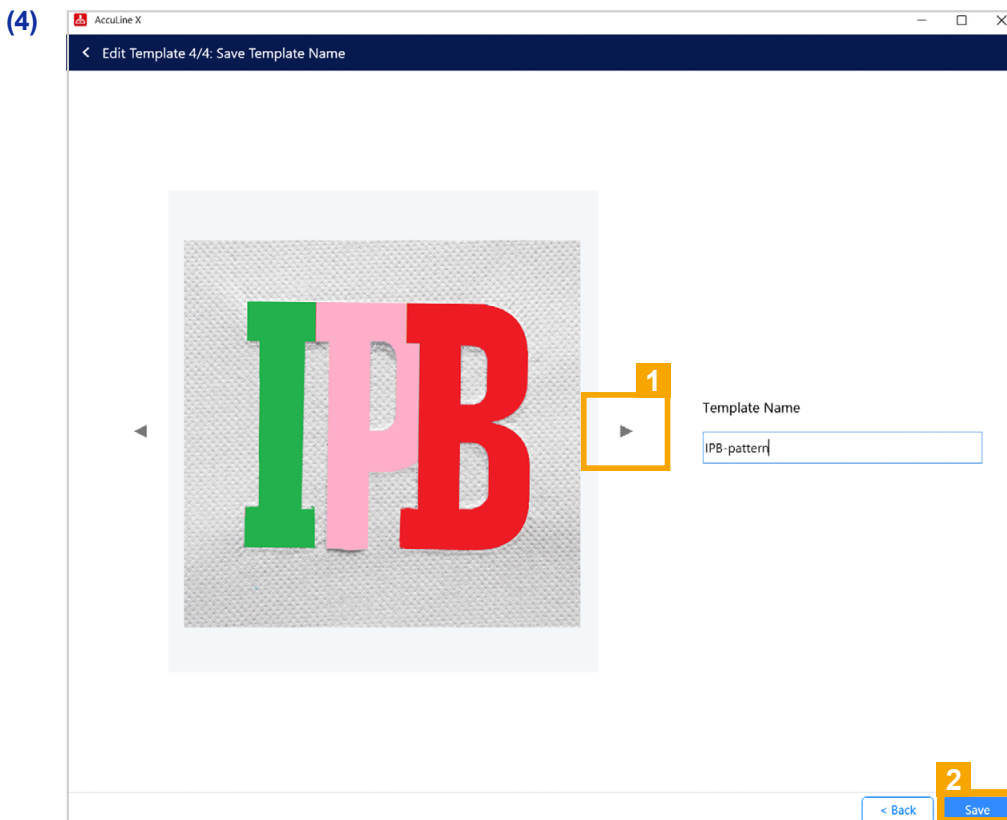 (4)
AccuLine X
Edit Template 4/4: Save Template Name
IPB
1
Template Name
IPB-pattern
2
< Back
Save